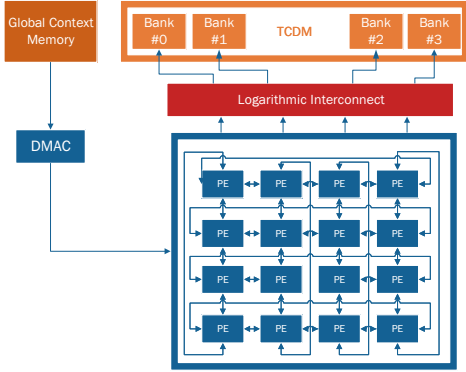 Global Context
Memory
Bank
#0
Bank
#1
TCDM
Bank
#2
Bank
#3
Logarithmic Interconnect
DMAC
PE PE PE PE
PE PE PE PE
PE PE PE PE
PE PE PE PE